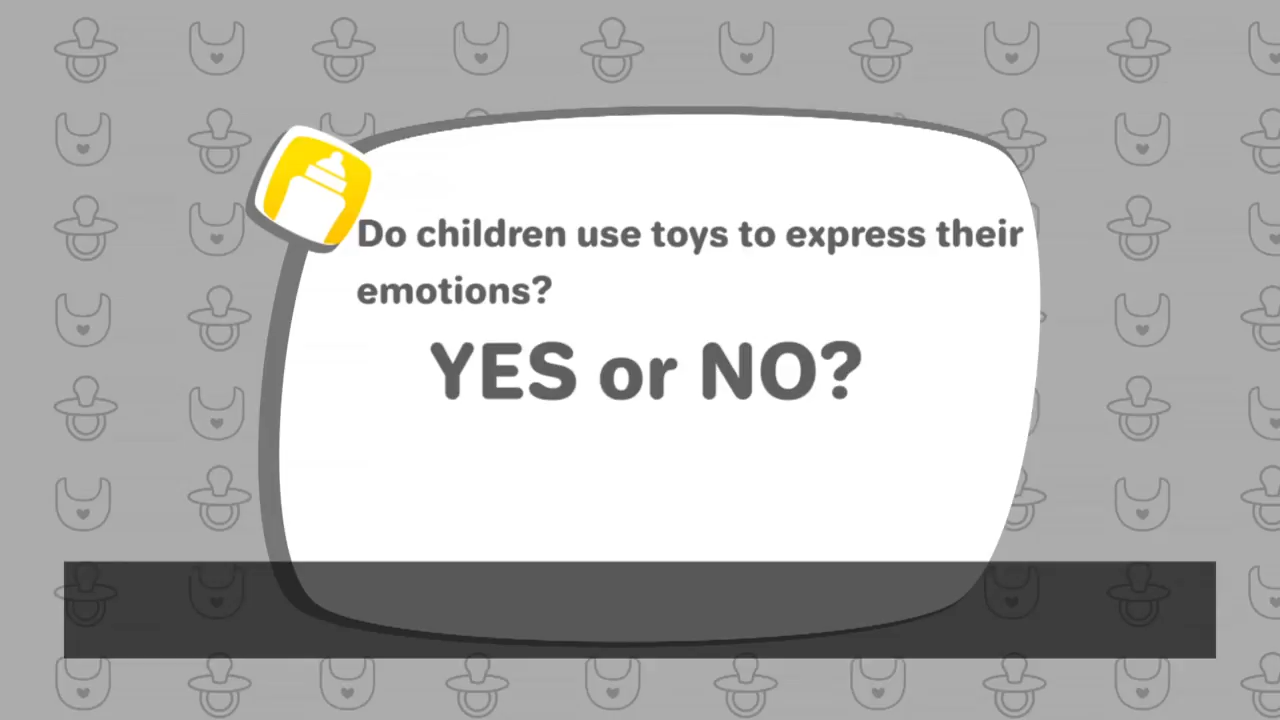 Do children use toys to express their
emotions?
YES or NO?